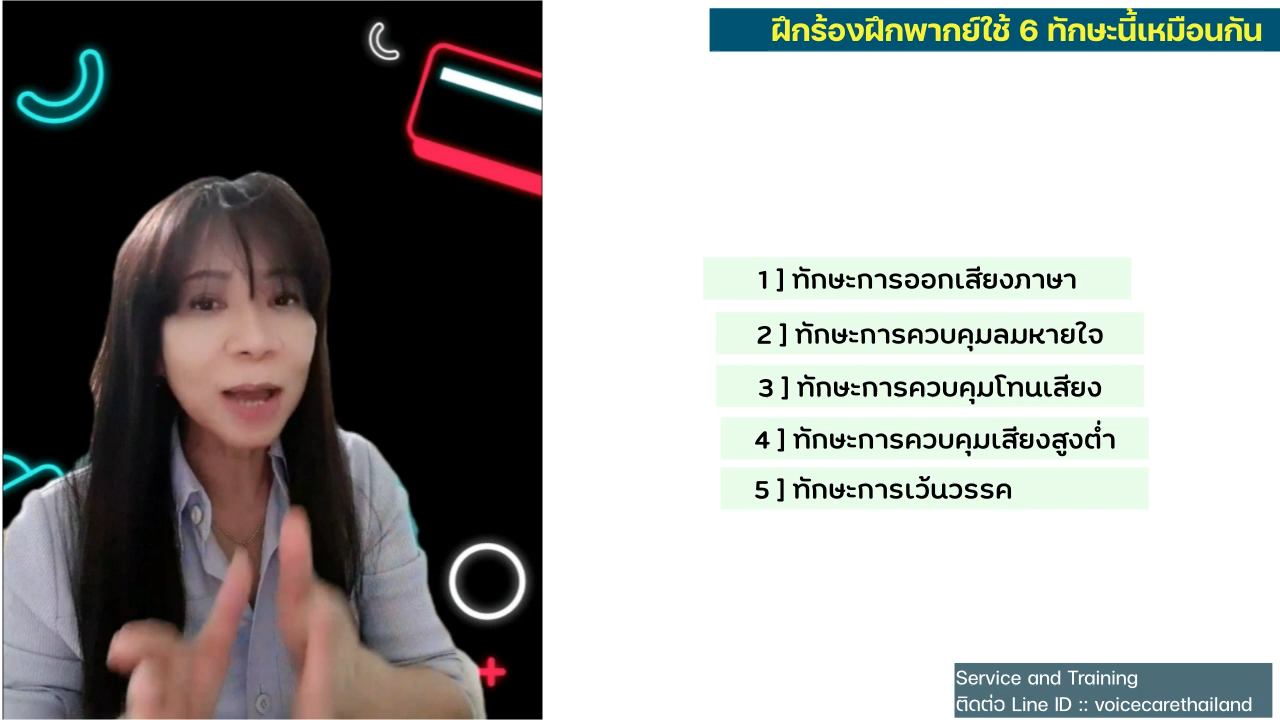 ฝึกร้องฝึกพากย์ใช้ 6 ทักษะนี้เหมือนกัน
1 ] ทักษะการออกเสียงภาษา
2 ] ทักษะการควบคุมลมหายใจ
3 ] ทักษะการควบคุมโทนเสียง
4 ] ทักษะการควบคุมเสียงสูงต่ำ
5 ] ทักษะการเว้นวรรค
Service and Training
ติดต่อ Line ID :: voicecarethailand